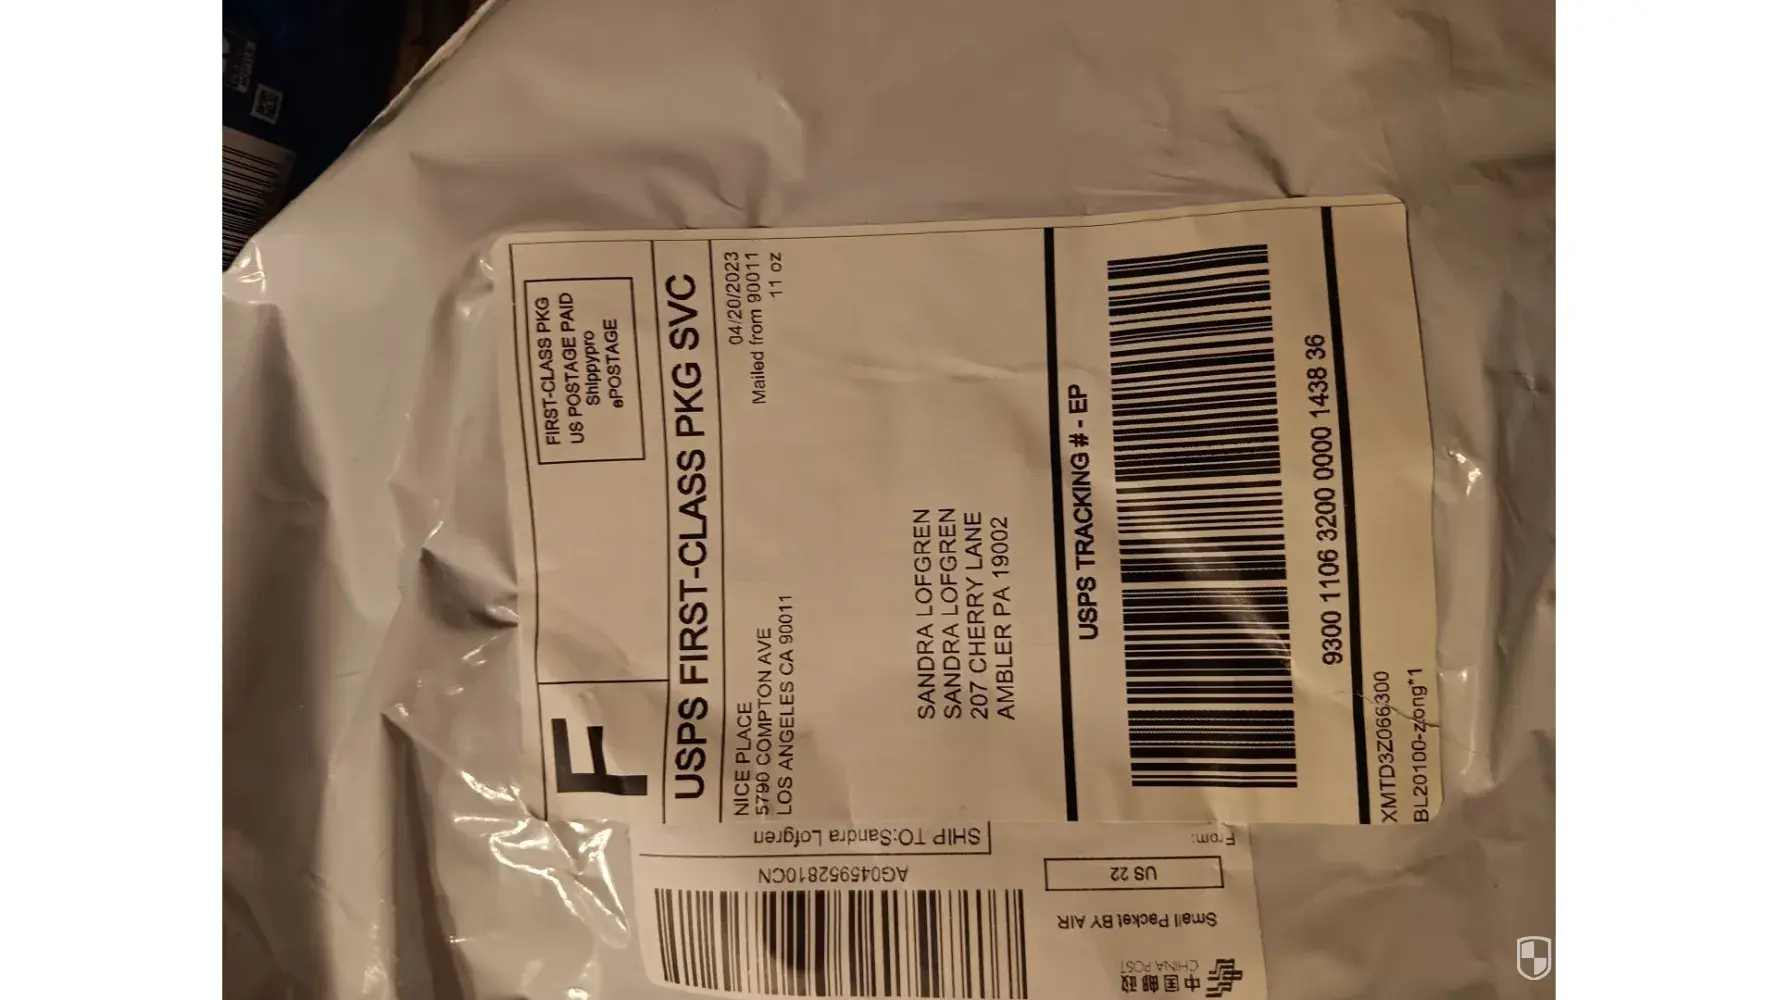 F
FIRST-CLASS PKG
US POSTAGE PAID
Shippypro
ePOSTAGE
USPS FIRST-CLASS PKG SVC
NICE PLACE
5790 COMPTON AVE
LOS ANGELES CA 90011
04/20/2023
Mailed from 90011
11 oz
SANDRA LOFGREN
SANDRA LOFGREN
207 CHERRY LANE
AMBLER PA 19002
USPS TRACKING # - EP
9300 1106 3200 0000 1438 36
XMTD3Z066300
BL20100-zong*1
中国邮政
CHINA POST
Small Packet BY AIR
US 22
From:
AG045952810CN
SHIP TO:Sandra Lofgren